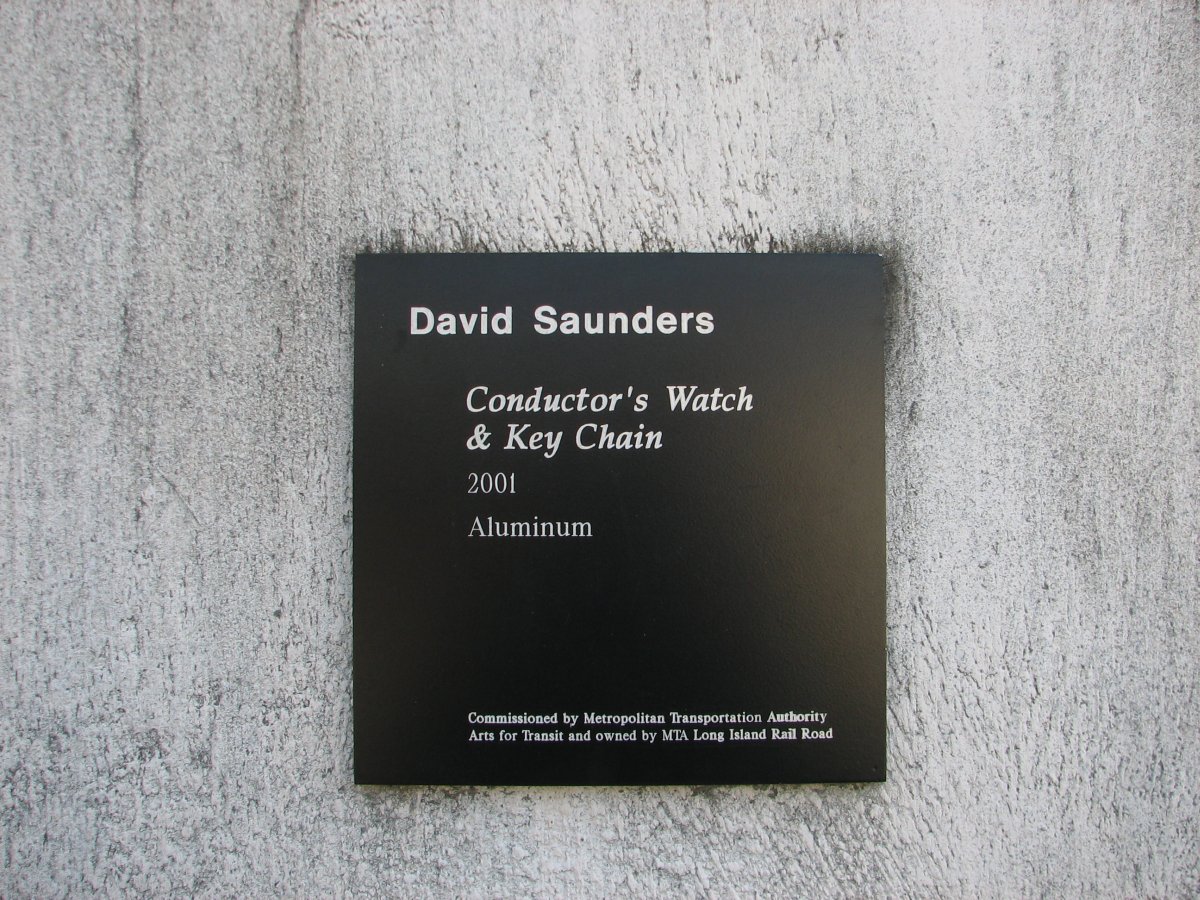 David Saunders
Conductor's Watch
& Key Chain
2001
Aluminum
Commissioned by Metropolitan Transportation Authority
Arts for Transit and owned by MTA Long Island Rail Road